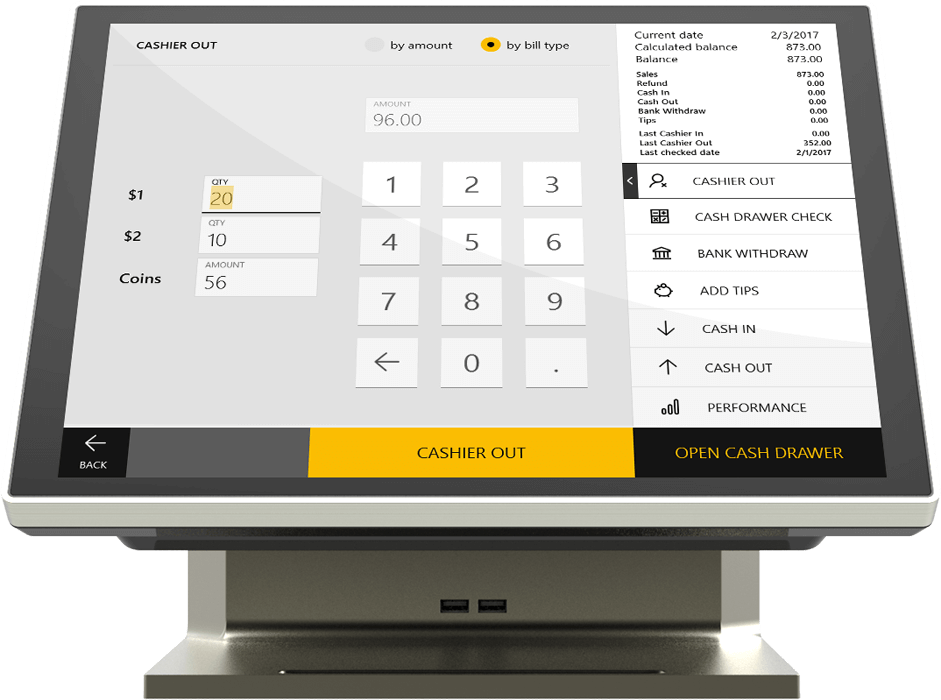 CASHIER OUT
by amount by bill type
AMOUNT
96.00
$1
QTY
20
$2
QTY
10
Coins
AMOUNT
56
1 2 3
4 5 6
7 8 9
0 .
Current date 2/3/2017
Calculated balance 873.00
Balance 873.00
Sales 873.00
Refund 0.00
Cash In 0.00
Cash Out 0.00
Bank Withdraw 0.00
Tips 0.00
Last Cashier In 0.00
Last Cashier Out 352.00
Last checked date 2/1/2017
< CASHIER OUT
CASH DRAWER CHECK
BANK WITHDRAW
ADD TIPS
CASH IN
CASH OUT
PERFORMANCE
BACK
CASHIER OUT
OPEN CASH DRAWER